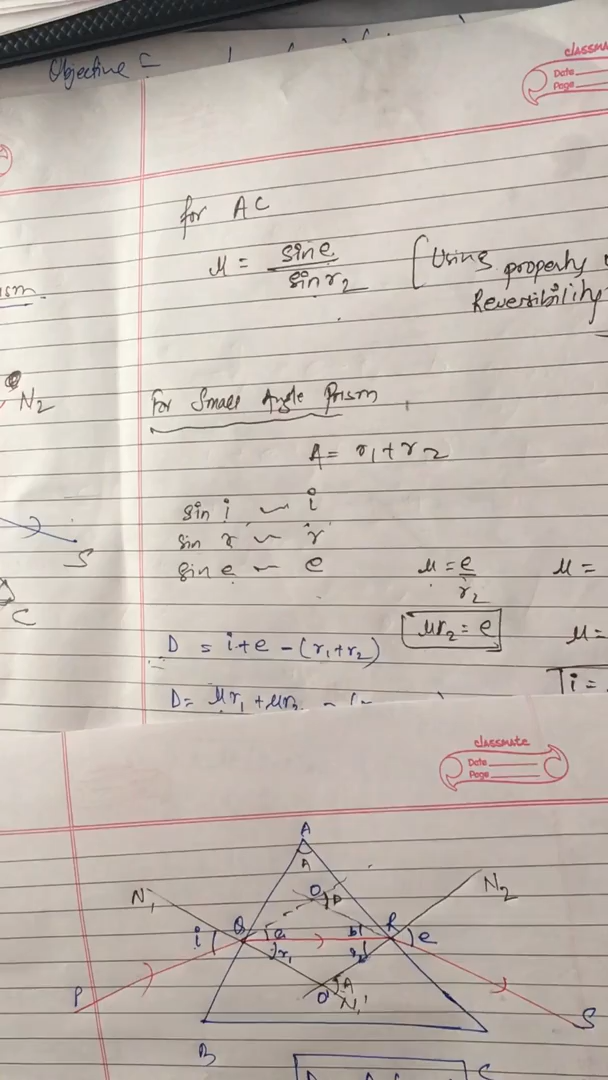 Objective =
classmate
Date
Page
for AC
μ = sin e / sin r₂ [Using property
Reversibility
N₂
For Small Angle Prism
A = r₁ + r₂
sin i ~ i
sin r ~ r
sin e ~ e
S
C
μ = e / r₂
μ =
μr₂ = e
μ =
i =
D = i + e - (r₁ + r₂)
D = μr₁ + μr₂ -
classmate
Date
Page
A
A
N₁
O
D
N₂
i
Q
a
b
R
e
r₁
r₂
P
O'
A
N₁'
S
B
C